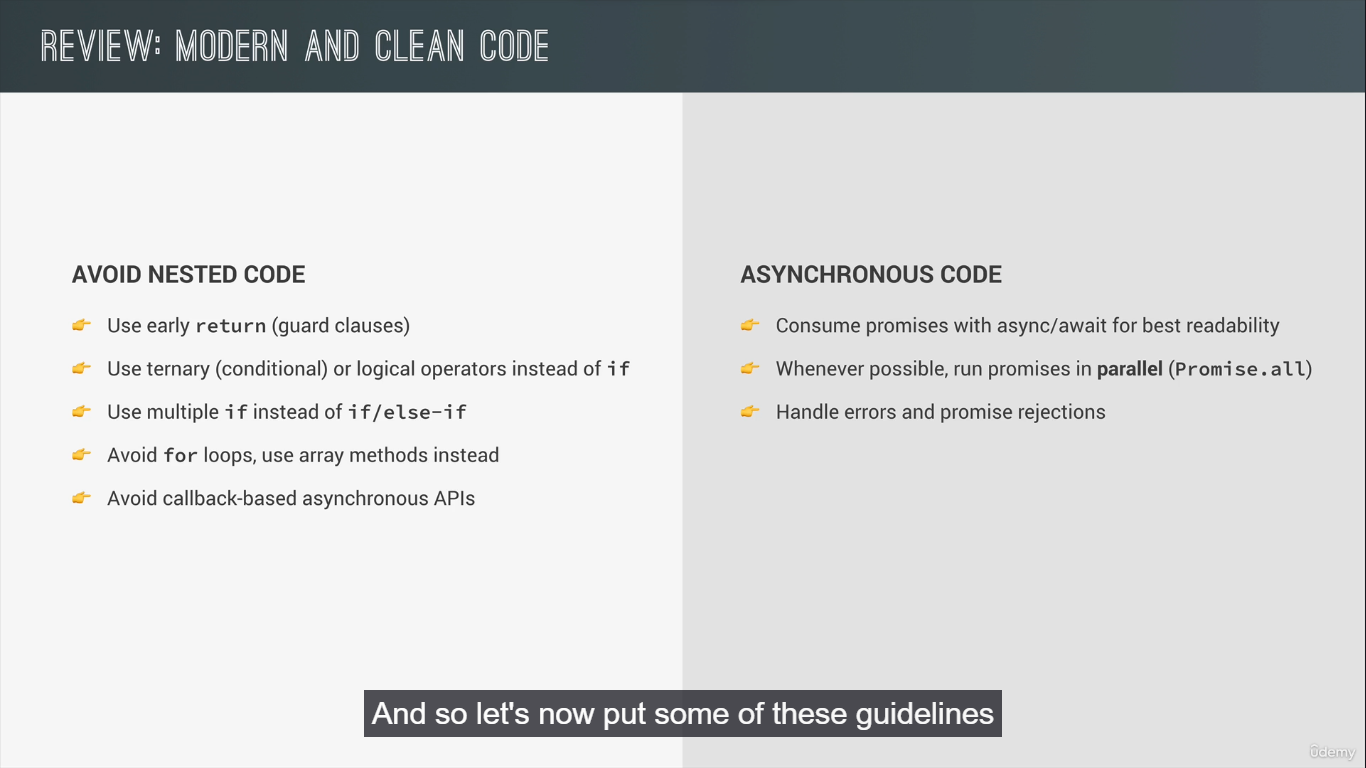 REVIEW: MODERN AND CLEAN CODE
AVOID NESTED CODE
Use early return (guard clauses)
Use ternary (conditional) or logical operators instead of if
Use multiple if instead of if/else-if
Avoid for loops, use array methods instead
Avoid callback-based asynchronous APIs
ASYNCHRONOUS CODE
Consume promises with async/await for best readability
Whenever possible, run promises in parallel (Promise.all)
Handle errors and promise rejections
And so let's now put some of these guidelines
ûdemy